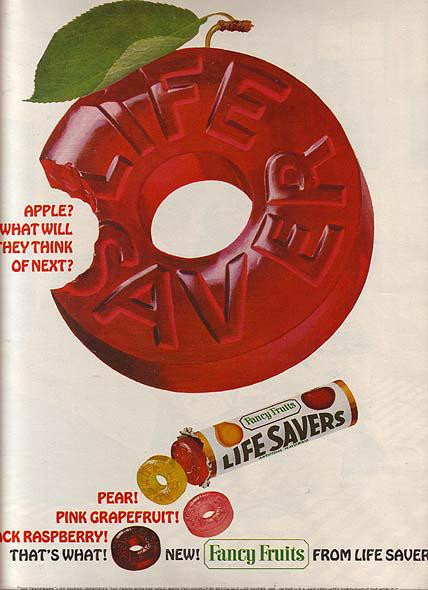 LIFE
SAVER
APPLE?
WHAT WILL
HEY THINK
OF NEXT?
Fancy Fruits
LIFE SAVERS
PEAR!
PINK GRAPEFRUIT!
ACK RASPBERRY!
THAT'S WHAT! NEW! Fancy Fruits FROM LIFE SAVER